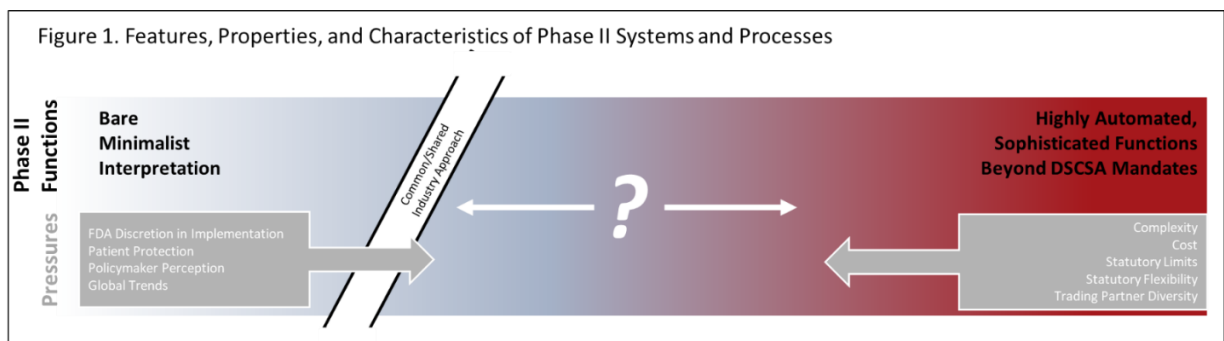 Figure 1. Features, Properties, and Characteristics of Phase II Systems and Processes
Phase II
Functions
Bare
Minimalist
Interpretation
Common/Shared
Industry Approach
?
Highly Automated,
Sophisticated Functions
Beyond DSCSA Mandates
Pressures
FDA Discretion in Implementation
Patient Protection
Policymaker Perception
Global Trends
Complexity
Cost
Statutory Limits
Statutory Flexibility
Trading Partner Diversity